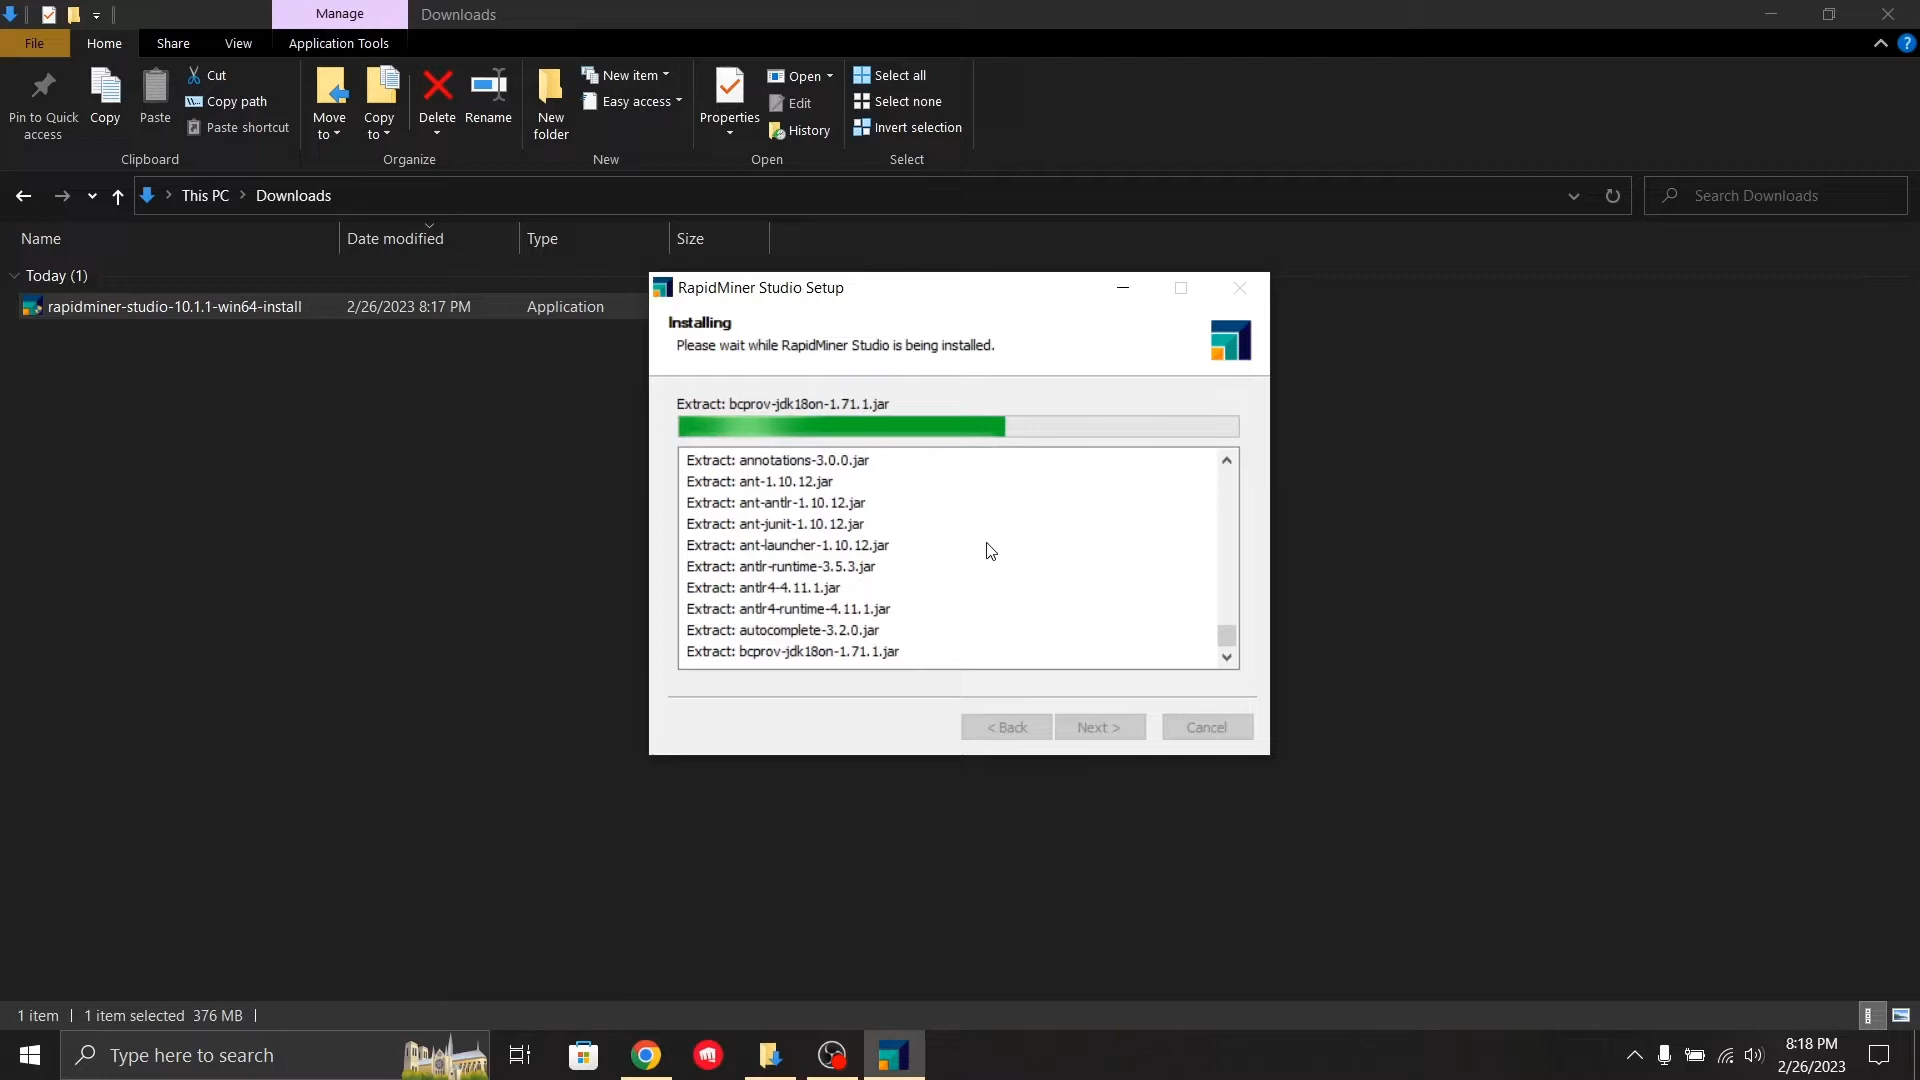 Manage
Downloads
File
Home
Share
View
Application Tools
Pin to Quick
access
Copy
Paste
Cut
Copy path
Paste shortcut
Clipboard
Move
to
Copy
to
Delete
Rename
Organize
New
folder
New item
Easy access
New
Properties
Open
Edit
History
Open
Select all
Select none
Invert selection
Select
This PC
Downloads
Search Downloads
Name
Date modified
Type
Size
Today (1)
rapidminer-studio-10.1.1-win64-install
2/26/2023 8:17 PM
Application
RapidMiner Studio Setup
Installing
Please wait while RapidMiner Studio is being installed.
Extract: bcprov-jdk18on-1.71.1.jar
Extract: annotations-3.0.0.jar
Extract: ant-1.10.12.jar
Extract: ant-antlr-1.10.12.jar
Extract: ant-junit-1.10.12.jar
Extract: ant-launcher-1.10.12.jar
Extract: antlr-runtime-3.5.3.jar
Extract: antlr4-4.11.1.jar
Extract: antlr4-runtime-4.11.1.jar
Extract: autocomplete-3.2.0.jar
Extract: bcprov-jdk18on-1.71.1.jar
< Back
Next >
Cancel
1 item
1 item selected 376 MB
Type here to search
8:18 PM
2/26/2023